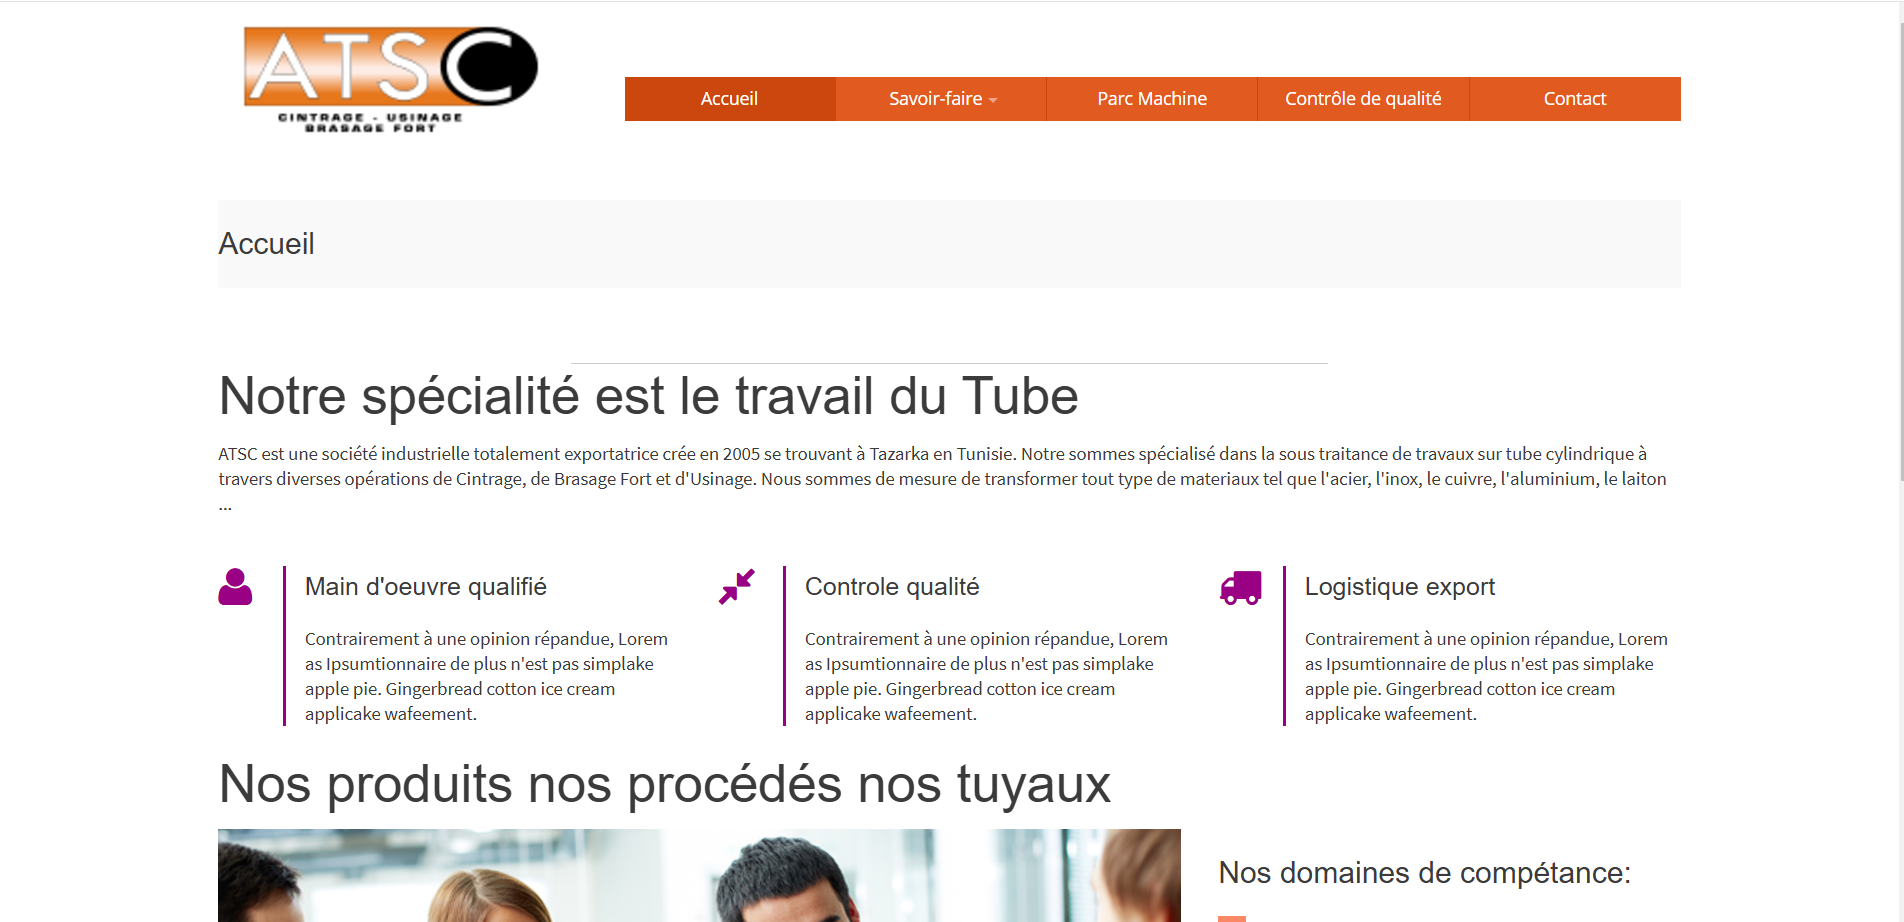 ATSC
CINTRAGE - USINAGE
BRASAGE FORT
Accueil
Savoir-faire
Parc Machine
Contrôle de qualité
Contact
Accueil
Notre spécialité est le travail du Tube
ATSC est une société industrielle totalement exportatrice crée en 2005 se trouvant à Tazarka en Tunisie. Notre sommes spécialisé dans la sous traitance de travaux sur tube cylindrique à
travers diverses opérations de Cintrage, de Brasage Fort et d'Usinage. Nous sommes de mesure de transformer tout type de materiaux tel que l'acier, l'inox, le cuivre, l'aluminium, le laiton
...
Main d'oeuvre qualifié
Contrairement à une opinion répandue, Lorem
as Ipsumtionnaire de plus n'est pas simplake
apple pie. Gingerbread cotton ice cream
applicake wafeement.
Controle qualité
Contrairement à une opinion répandue, Lorem
as Ipsumtionnaire de plus n'est pas simplake
apple pie. Gingerbread cotton ice cream
applicake wafeement.
Logistique export
Contrairement à une opinion répandue, Lorem
as Ipsumtionnaire de plus n'est pas simplake
apple pie. Gingerbread cotton ice cream
applicake wafeement.
Nos produits nos procédés nos tuyaux
Nos domaines de compétance: